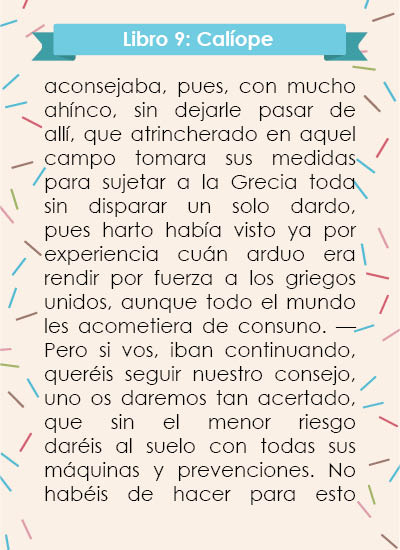 Libro 9: Calíope
aconsejaba, pues, con mucho
ahínco, sin dejarle pasar de
allí, que atrincherado en aquel
campo tomara sus medidas
para sujetar a la Grecia toda
sin disparar un solo dardo,
pues harto había visto ya por
experiencia cuán arduo era
rendir por fuerza a los griegos
unidos, aunque todo el mundo
les acometiera de consuno. —
Pero si vos, iban continuando,
queréis seguir nuestro consejo,
uno os daremos tan acertado,
que sin el menor riesgo
daréis al suelo con todas sus
máquinas y prevenciones. No
habéis de hacer para esto